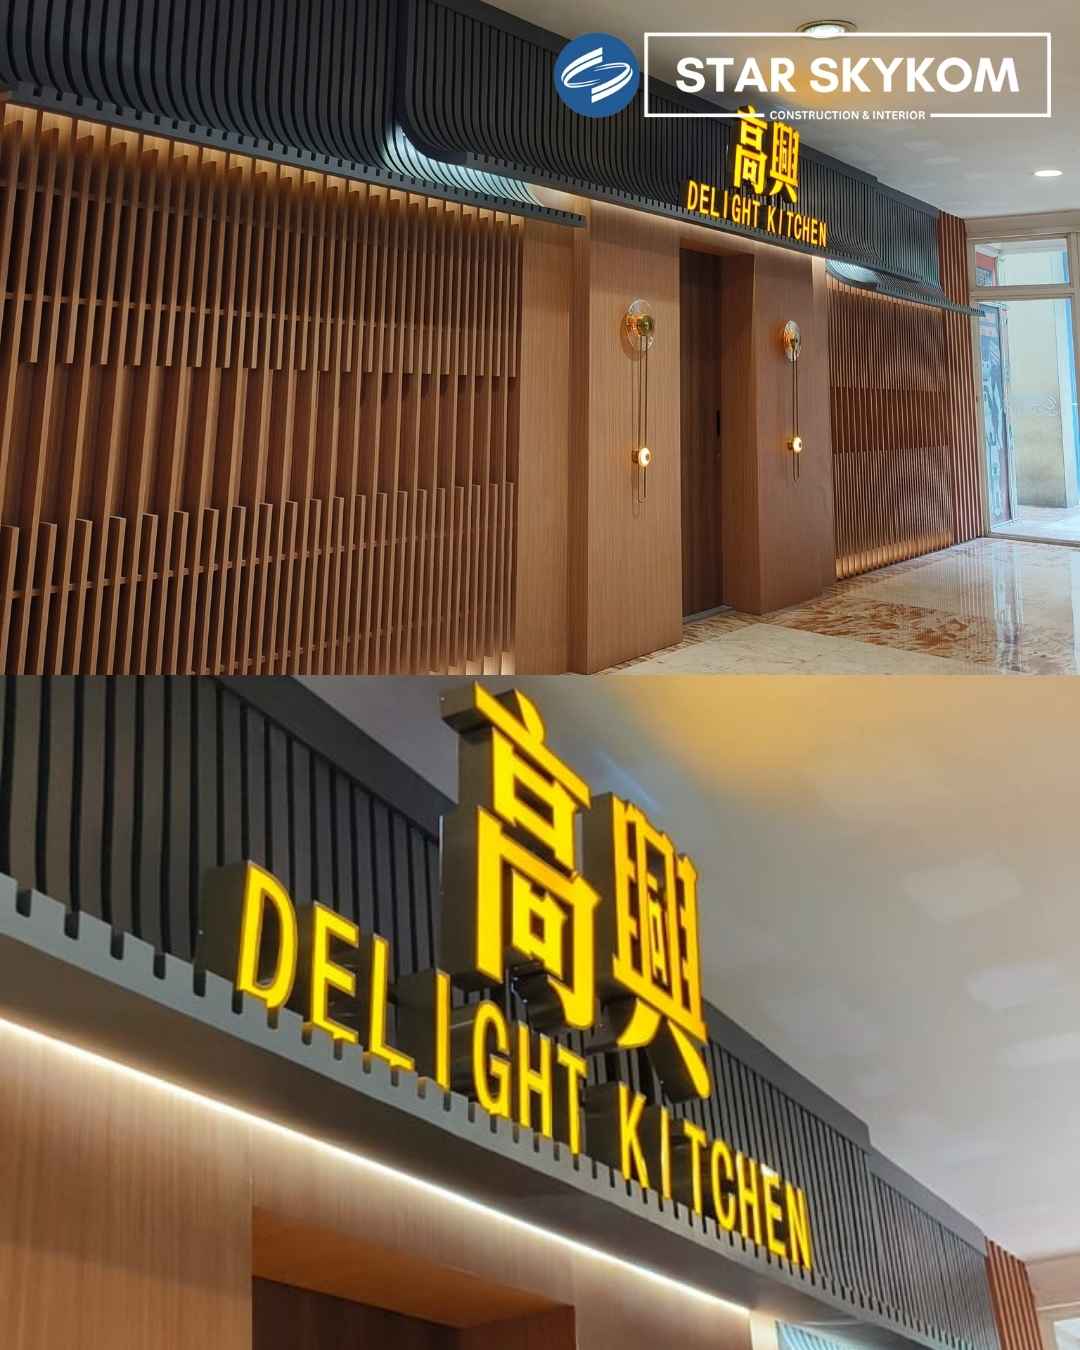 STAR SKYKOM
CONSTRUCTION & INTERIOR
高興
DELIGHT KITCHEN
高興
DELIGHT KITCHEN